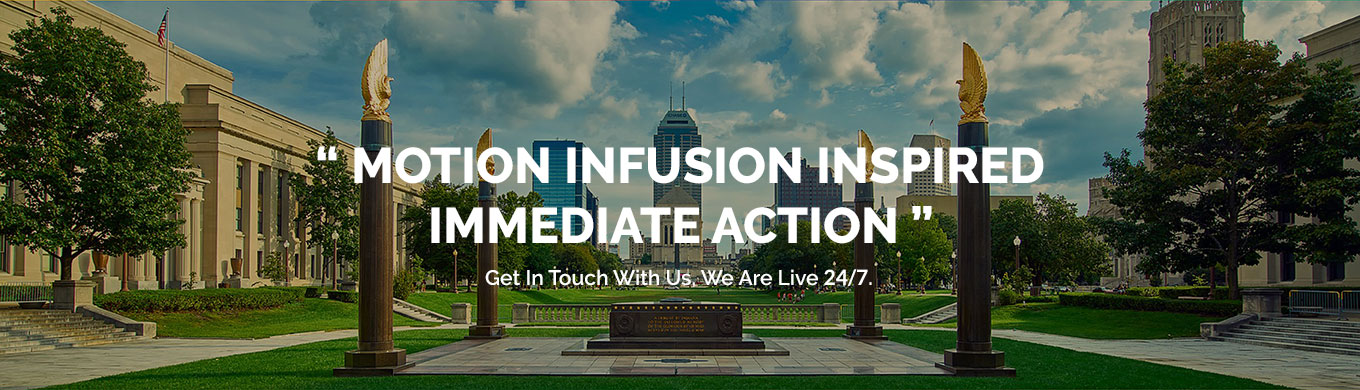 “ MOTION INFUSION INSPIRED
IMMEDIATE ACTION ”
Get In Touch With Us. We Are Live 24/7.